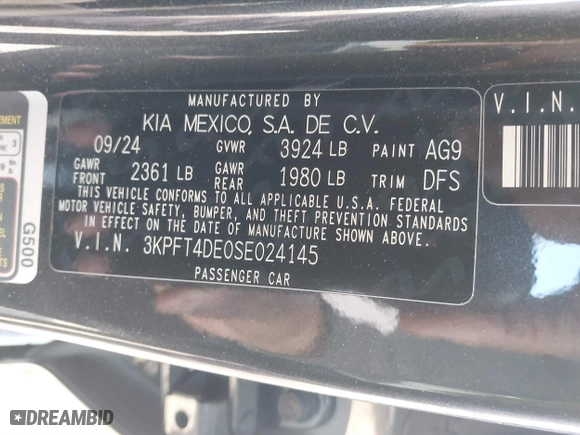 MANUFACTURED BY
KIA MEXICO, S.A. DE C.V.
09/24 GVWR 3924 LB PAINT AG9
GAWR FRONT 2361 LB GAWR REAR 1980 LB TRIM DFS
THIS VEHICLE CONFORMS TO ALL APPLICABLE U.S.A. FEDERAL
MOTOR VEHICLE SAFETY, BUMPER, AND THEFT PREVENTION STANDARDS
IN EFFECT ON THE DATE OF MANUFACTURE SHOWN ABOVE.
V.I.N. 3KPFT4DE0SE024145
PASSENGER CAR
V.I.N.
G500
3
DREAMBID